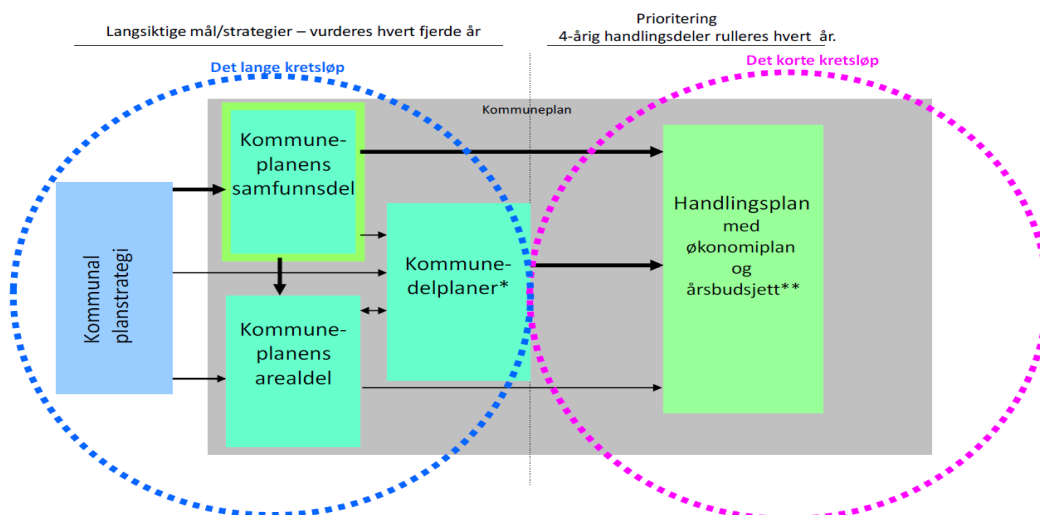 Langsiktige mål/strategier – vurderes hvert fjerde år
Prioritering
4-årig handlingsdeler rulleres hvert år.
Det lange kretsløp
Det korte kretsløp
Kommuneplan
Kommune-
planens
samfunnsdel
Kommunal
planstrategi
Kommune-
delplaner*
Kommune-
planens
arealdel
Handlingsplan
med
økonomiplan
og
årsbudsjett**